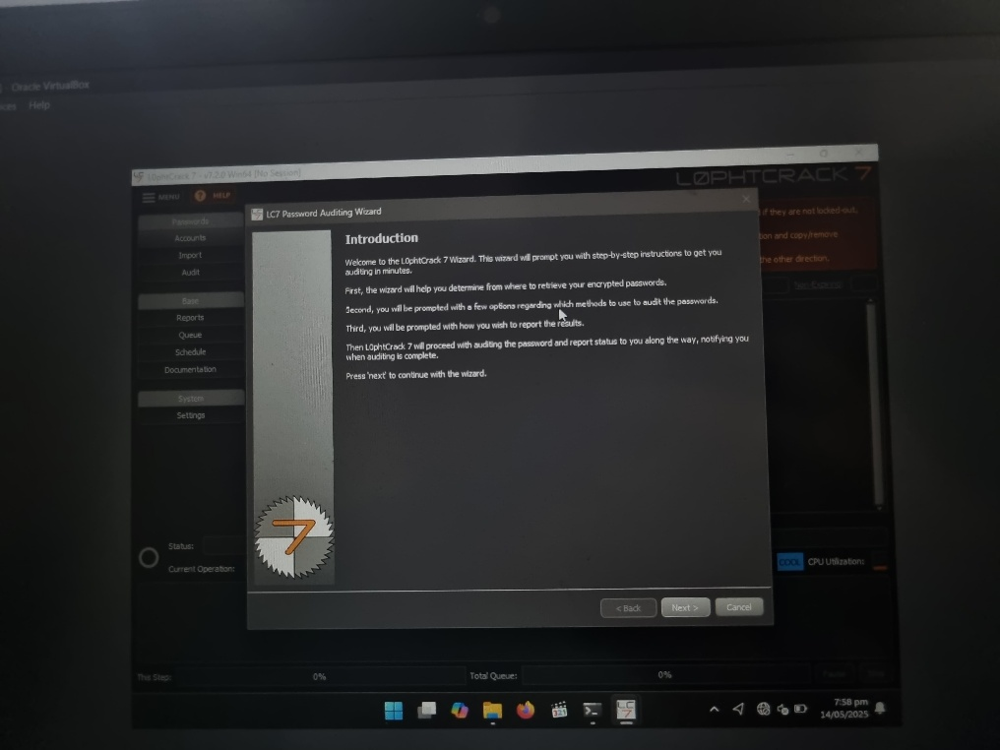 Oracle VirtualBox
Help
L0phtCrack 7 - v7.2.0 Win64 [No Session]
MENU
HELP
L0PHTCRACK 7
Passwords
Accounts
Import
Audit
Base
Reports
Queue
Schedule
Documentation
System
Settings
if they are not locked out.
and copy/remove
the other direction.
LC7 Password Auditing Wizard
Introduction
Welcome to the L0phtCrack 7 Wizard. This wizard will prompt you with step-by-step instructions to get you
auditing in minutes.
First, the wizard will help you determine from where to retrieve your encrypted passwords.
Second, you will be prompted with a few options regarding which methods to use to audit the passwords.
Third, you will be prompted with how you wish to report the results.
Then L0phtCrack 7 will proceed with auditing the password and report status to you along the way, notifying you
when auditing is complete.
Press 'next' to continue with the wizard.
7
< Back
Next >
Cancel
Status:
Current Operation:
COOL
CPU Utilization:
This Step:
0%
Total Queue:
0%
LC
7
7:58 pm
14/05/2025